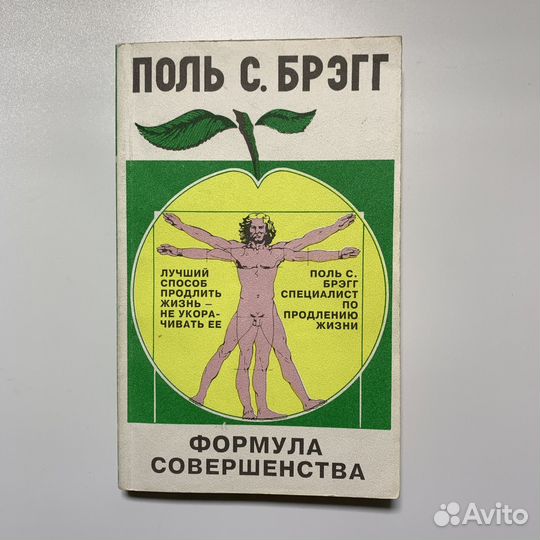 ПОЛЬ С. БРЭГГ
ЛУЧШИЙ
СПОСОБ
ПРОДЛИТЬ
ЖИЗНЬ –
НЕ УКОРА-
ЧИВАТЬ ЕЕ
ПОЛЬ С.
БРЭГГ
СПЕЦИАЛИСТ
ПО
ПРОДЛЕНИЮ
ЖИЗНИ
ФОРМУЛА
СОВЕРШЕНСТВА
Avito